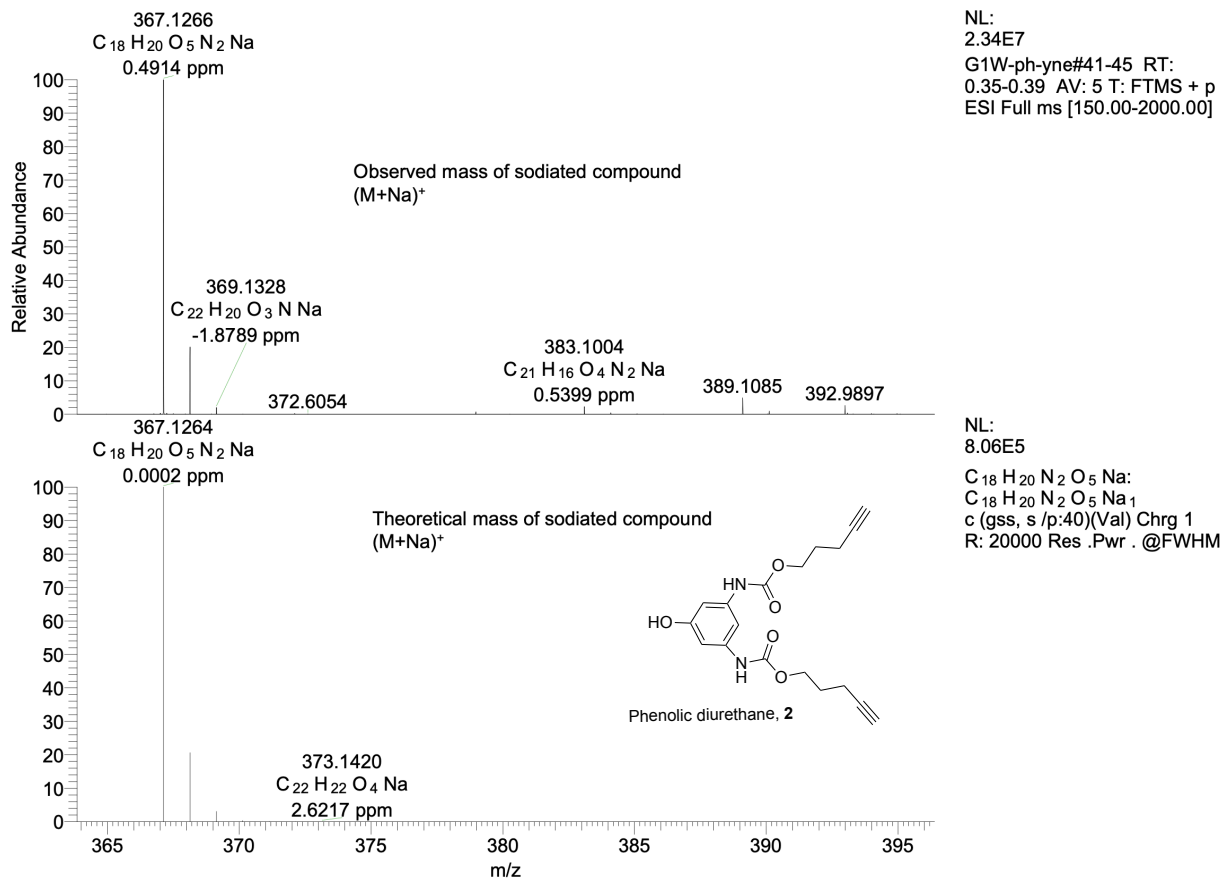 367.1266
C 18 H 20 O 5 N 2 Na
0.4914 ppm
NL:
2.34E7
G1W-ph-yne#41-45 RT:
0.35-0.39 AV: 5 T: FTMS + p
ESI Full ms [150.00-2000.00]
Relative Abundance
100
90
80
70
60
50
40
30
20
10
0
Observed mass of sodiated compound
(M+Na)+
369.1328
C 22 H 20 O 3 N Na
-1.8789 ppm
372.6054
383.1004
C 21 H 16 O 4 N 2 Na
0.5399 ppm
389.1085
392.9897
367.1264
C 18 H 20 O 5 N 2 Na
0.0002 ppm
NL:
8.06E5
C 18 H 20 N 2 O 5 Na:
C 18 H 20 N 2 O 5 Na 1
c (gss, s /p:40)(Val) Chrg 1
R: 20000 Res .Pwr . @FWHM
100
90
80
70
60
50
40
30
20
10
0
Theoretical mass of sodiated compound
(M+Na)+
O
NH
O
HO
O
N
H
O
Phenolic diurethane, 2
373.1420
C 22 H 22 O 4 Na
2.6217 ppm
365 370 375 380 385 390 395
m/z